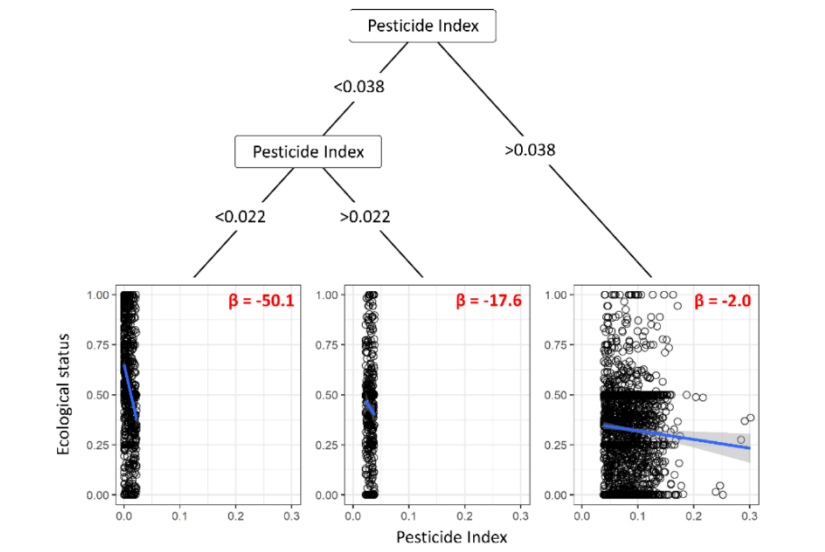 Pesticide Index
<0.038
Pesticide Index
>0.038
<0.022
>0.022
β = -50.1
β = -17.6
β = -2.0
Ecological status
1.00
0.75
0.50
0.25
0.00
1.00
0.75
0.50
0.25
0.00
1.00
0.75
0.50
0.25
0.00
0.0 0.1 0.2 0.3
0.0 0.1 0.2 0.3
0.0 0.1 0.2 0.3
Pesticide Index